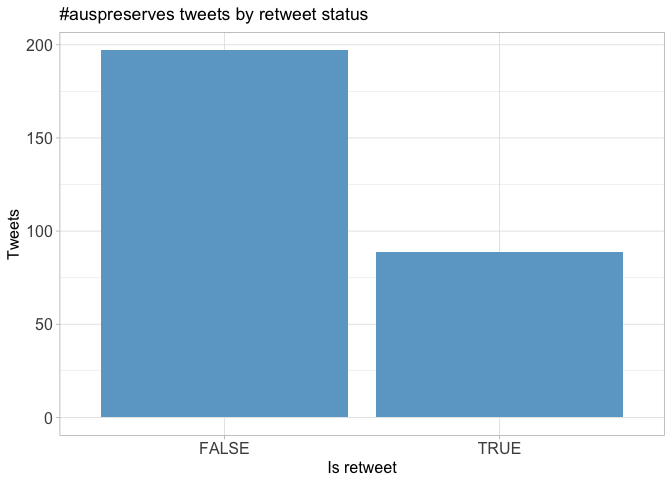 #auspreserves tweets by retweet status
200
150
100
50
0
Tweets
FALSE
TRUE
Is retweet